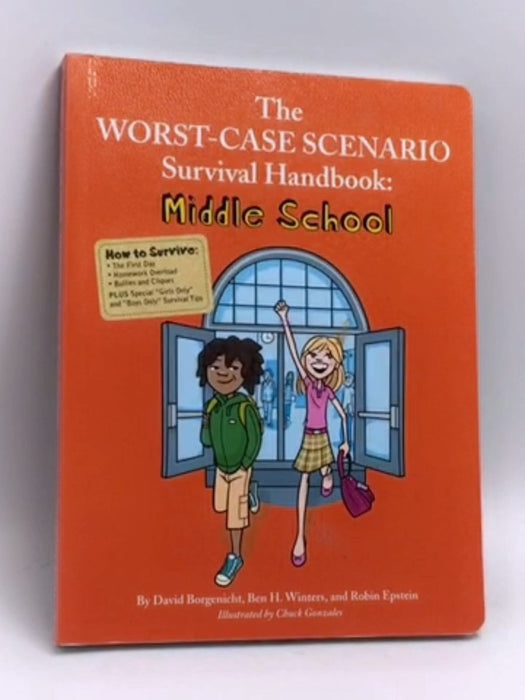 The
WORST-CASE SCENARIO
Survival Handbook:
Middle School
How to Survive:
• The First Day
• Homework Overload
• Bullies and Cliques
PLUS Special "Girls Only"
and "Boys Only" Survival Tips
By David Borgenicht, Ben H. Winters, and Robin Epstein
Illustrated by Chuck Gonzales